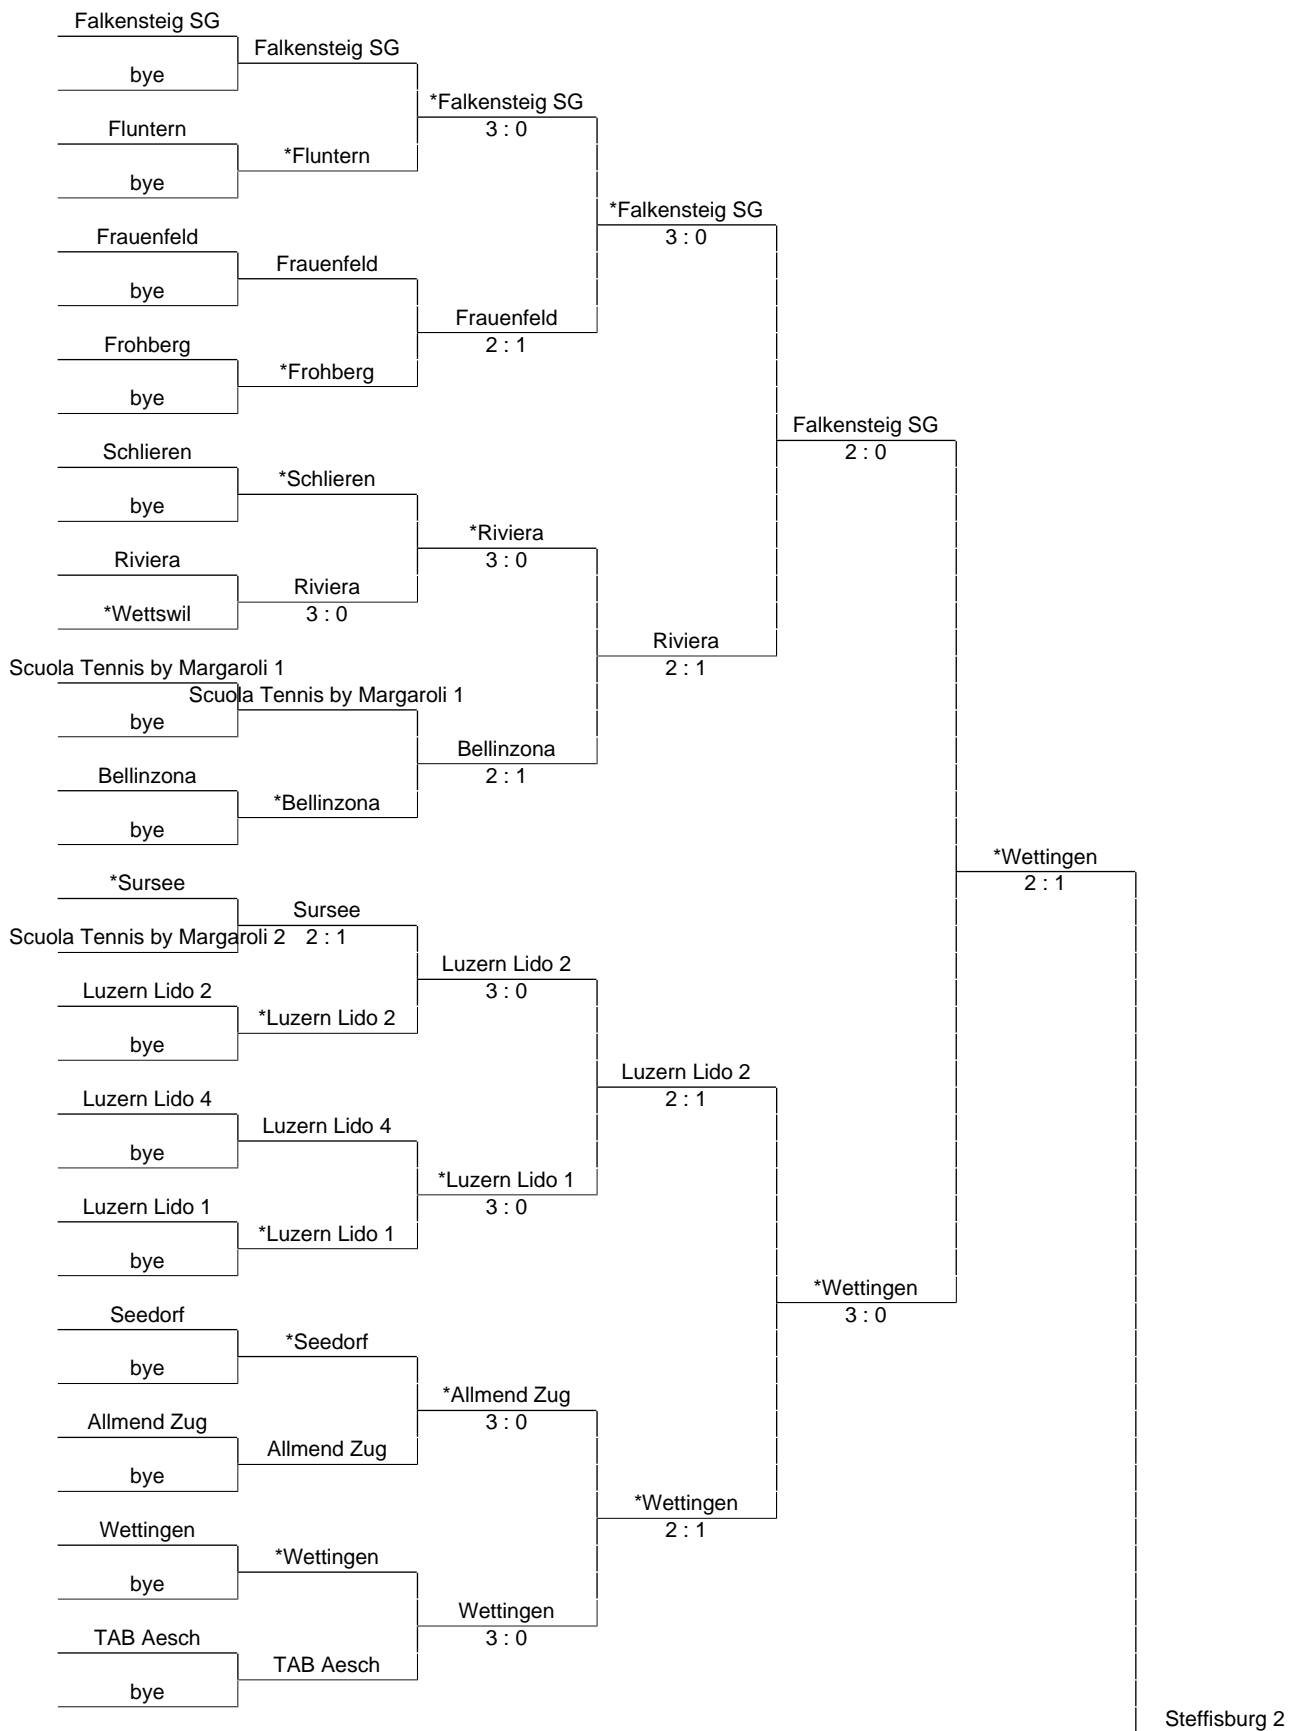 Falkensteig SG
Falkensteig SG
bye
*Falkensteig SG
3 : 0
Fluntern
*Fluntern
bye
*Falkensteig SG
3 : 0
Frauenfeld
Frauenfeld
bye
Frauenfeld
2 : 1
Frohberg
*Frohberg
bye
Falkensteig SG
2 : 0
Schlieren
*Schlieren
bye
*Riviera
3 : 0
Riviera
Riviera
3 : 0
*Wettswil
Riviera
2 : 1
Scuola Tennis by Margaroli 1
Scuola Tennis by Margaroli 1
bye
Bellinzona
2 : 1
Bellinzona
*Bellinzona
bye
*Wettingen
2 : 1
*Sursee
Sursee
Scuola Tennis by Margaroli 2
2 : 1
Luzern Lido 2
3 : 0
Luzern Lido 2
*Luzern Lido 2
bye
Luzern Lido 2
2 : 1
Luzern Lido 4
Luzern Lido 4
bye
*Luzern Lido 1
3 : 0
Luzern Lido 1
*Luzern Lido 1
bye
*Wettingen
3 : 0
Seedorf
*Seedorf
bye
*Allmend Zug
3 : 0
Allmend Zug
Allmend Zug
bye
*Wettingen
2 : 1
Wettingen
*Wettingen
bye
Wettingen
3 : 0
TAB Aesch
TAB Aesch
bye
Steffisburg 2